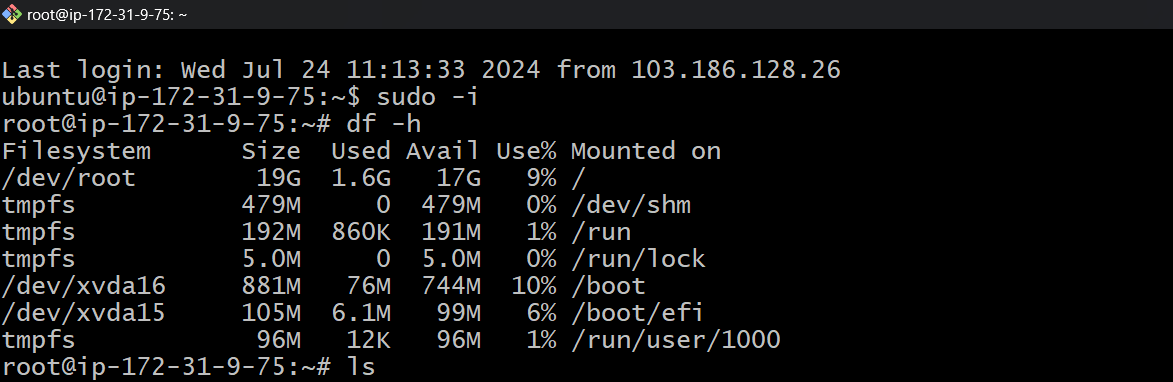 root@ip-172-31-9-75: ~
Last login: Wed Jul 24 11:13:33 2024 from 103.186.128.26
ubuntu@ip-172-31-9-75:~$ sudo -i
root@ip-172-31-9-75:~# df -h
Filesystem      Size  Used Avail Use% Mounted on
/dev/root        19G  1.6G   17G   9% /
tmpfs           479M     0  479M   0% /dev/shm
tmpfs           192M  860K  191M   1% /run
tmpfs           5.0M     0  5.0M   0% /run/lock
/dev/xvda16     881M   76M  744M  10% /boot
/dev/xvda15     105M  6.1M   99M   6% /boot/efi
tmpfs            96M   12K   96M   1% /run/user/1000
root@ip-172-31-9-75:~# ls